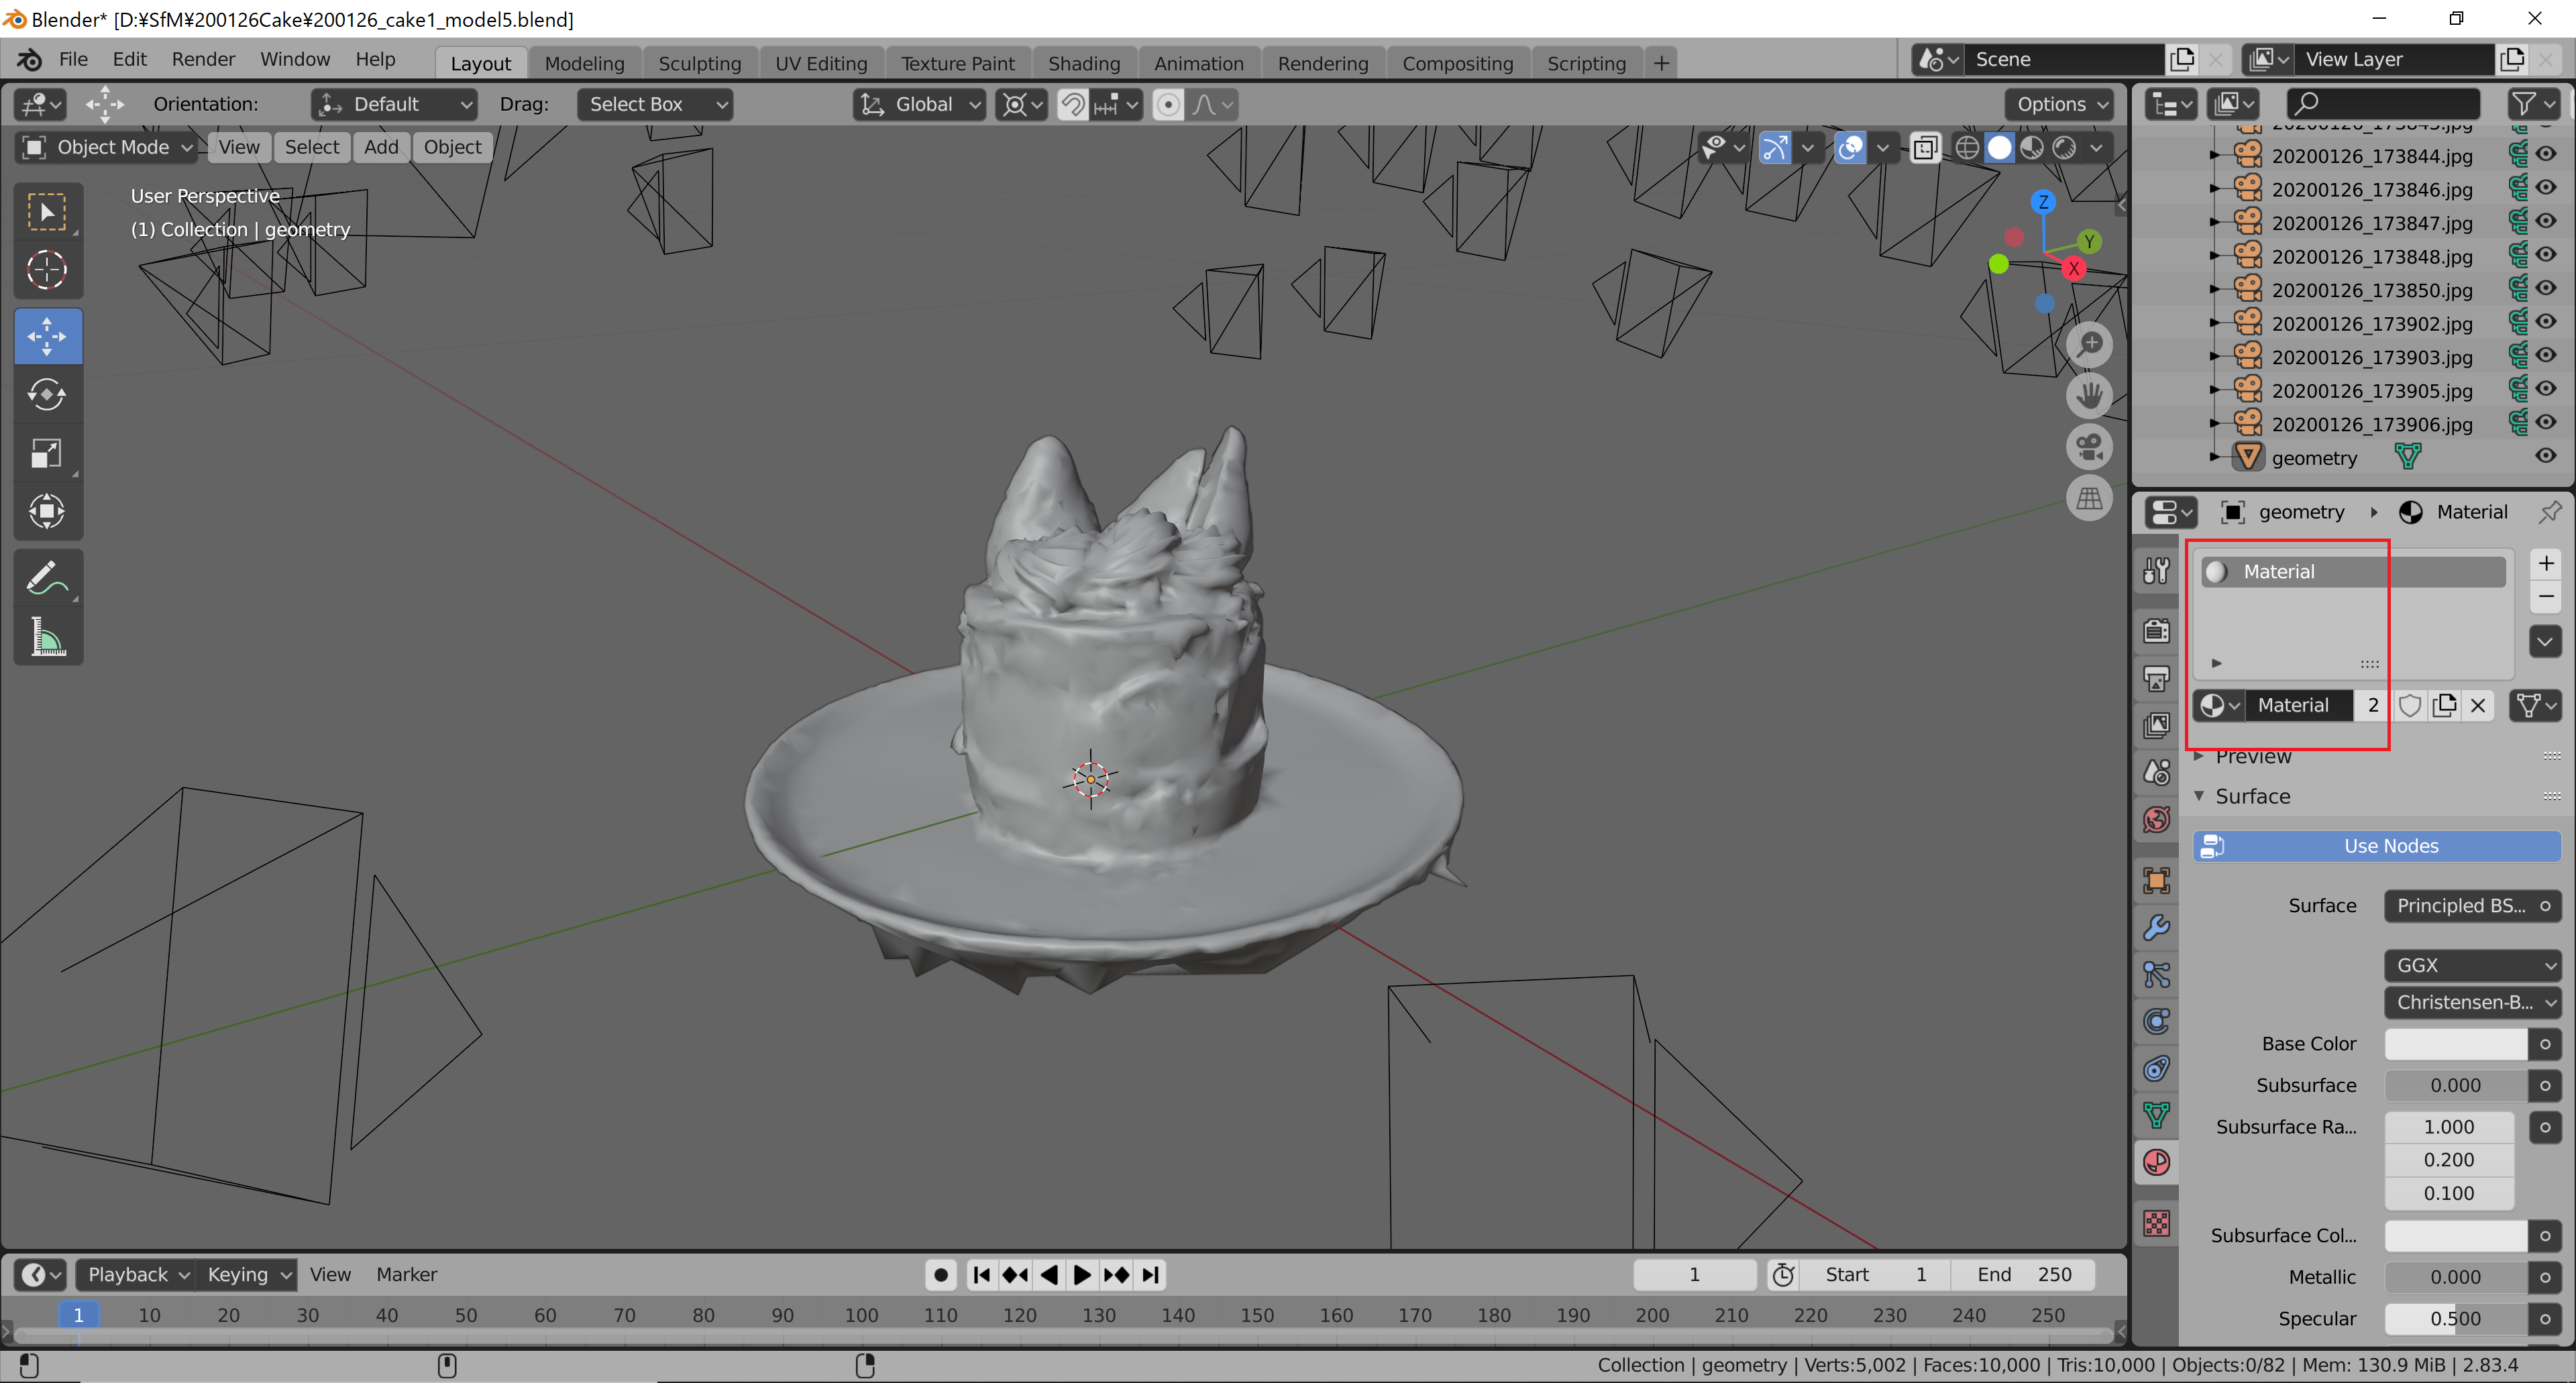 Blender* [D:¥SfM¥200126Cake¥200126_cake1_model5.blend]
File Edit Render Window Help Layout Modeling Sculpting UV Editing Texture Paint Shading Animation Rendering Compositing Scripting + Scene View Layer
Orientation: Default Drag: Select Box Global Options
Object Mode View Select Add Object
User Perspective
(1) Collection | geometry
Z
Y
X
20200126_173844.jpg
20200126_173846.jpg
20200126_173847.jpg
20200126_173848.jpg
20200126_173850.jpg
20200126_173902.jpg
20200126_173903.jpg
20200126_173905.jpg
20200126_173906.jpg
geometry
geometry Material
Material
Material 2
Preview
Surface
Use Nodes
Surface Principled BS...
GGX
Christensen-B...
Base Color
Subsurface 0.000
Subsurface Ra... 1.000
0.200
0.100
Subsurface Col...
Metallic 0.000
Specular 0.500
Playback Keying View Marker 1 Start 1 End 250
1 10 20 30 40 50 60 70 80 90 100 110 120 130 140 150 160 170 180 190 200 210 220 230 240 250
Collection | geometry | Verts:5,002 | Faces:10,000 | Tris:10,000 | Objects:0/82 | Mem: 130.9 MiB | 2.83.4